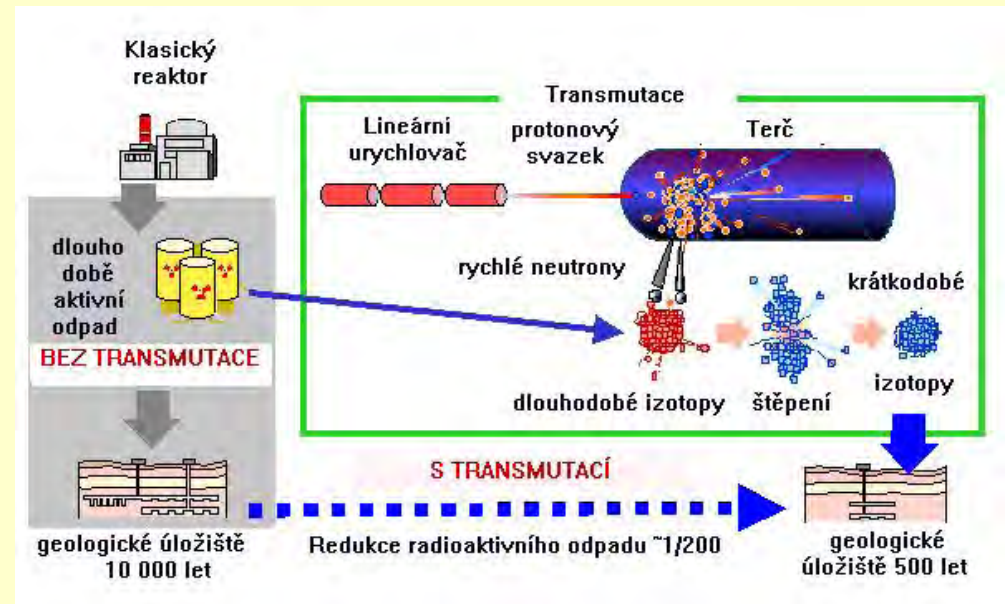 Klasický
reaktor
Transmutace
Lineární
urychlovač
protonový
svazek
Terč
dlouho
době
aktivní
odpad
rychlé neutrony
krátkodobé
BEZ TRANSMUTACE
dlouhodobé izotopy
štěpení
izotopy
S TRANSMUTACÍ
geologické úložiště
10 000 let
Redukce radioaktivního odpadu ~1/200
geologické
úložiště 500 let